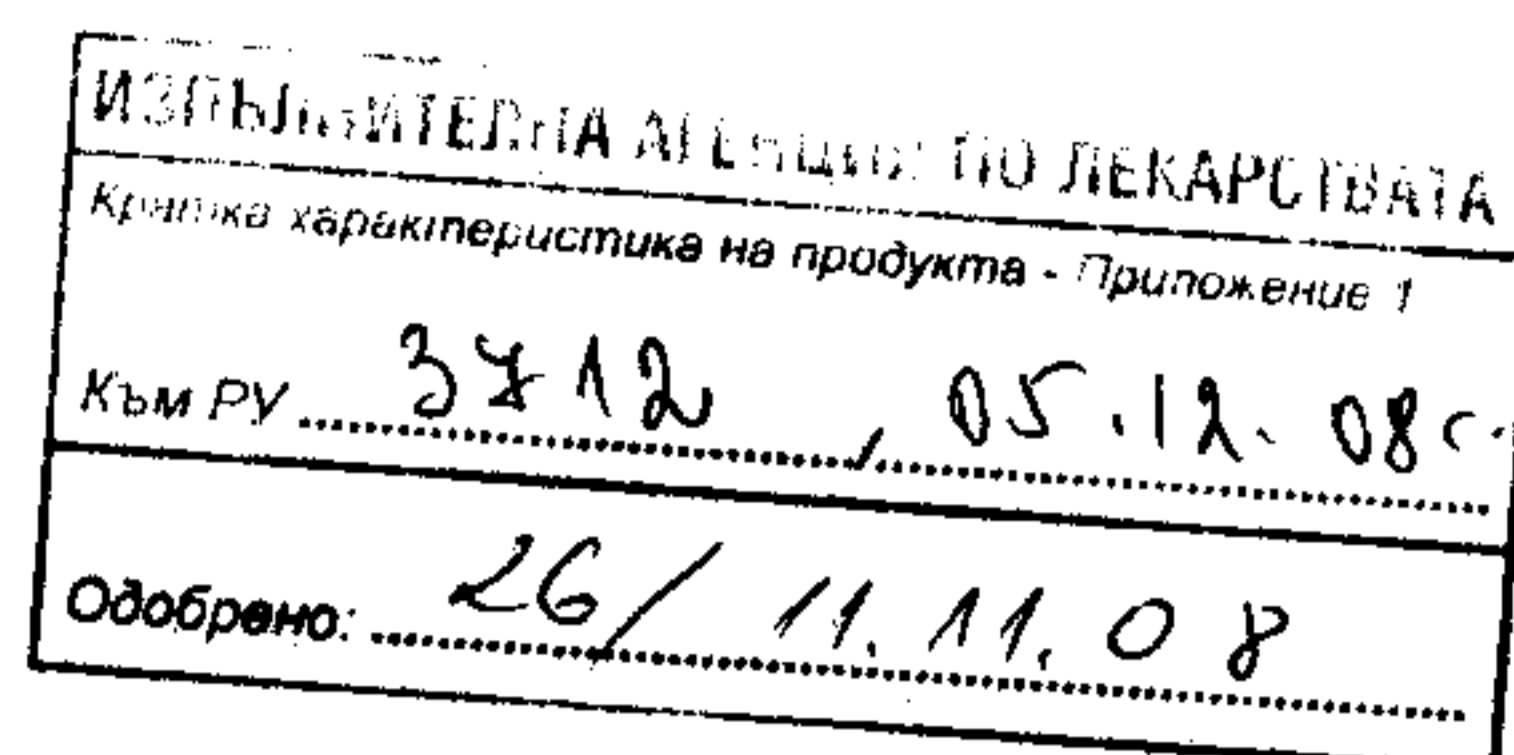 ИЗПЪЛНИТЕЛНА АГЕНЦИЯ ПО ЛЕКАРСТВАТА
Кратка характеристика на продукта - Приложение 1
Към РУ 3712 , 05.12.08г.
Одобрено: 26/ 11.11.08